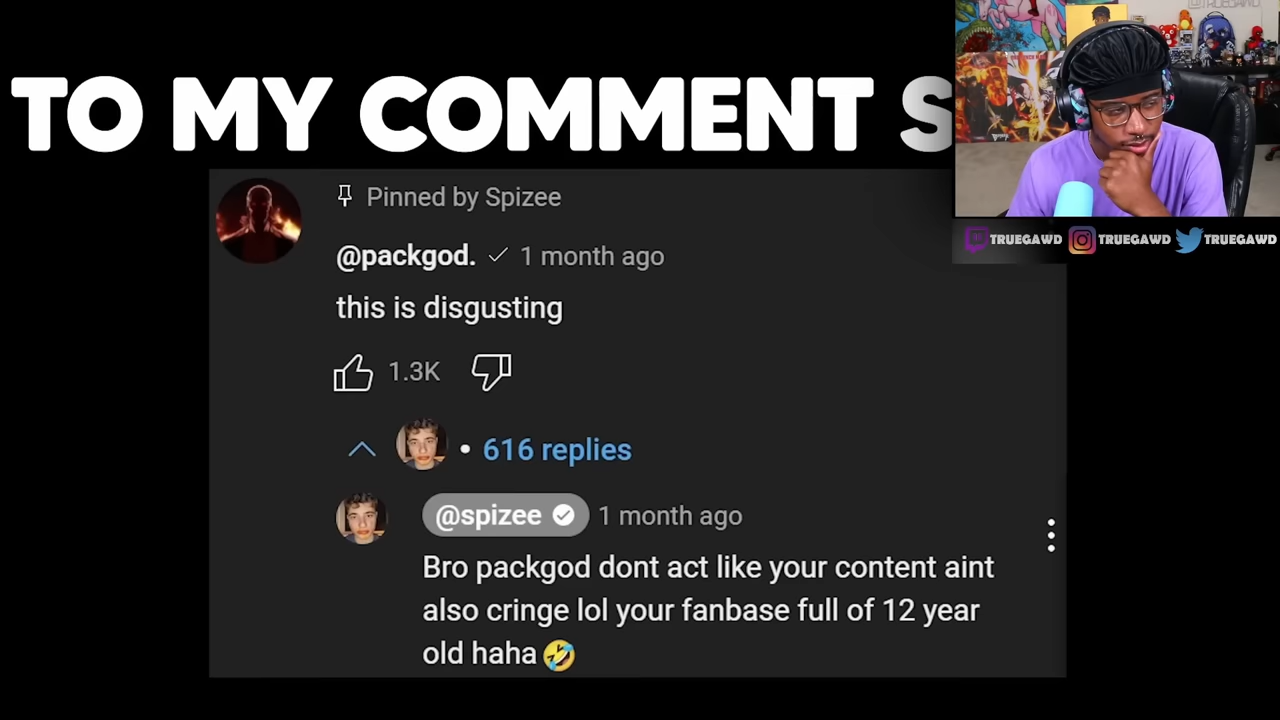 TO MY COMMENT S
Pinned by Spizee
@packgod. 1 month ago
this is disgusting
1.3K
• 616 replies
@spizee 1 month ago
Bro packgod dont act like your content aint
also cringe lol your fanbase full of 12 year
old haha 🤣
TRUEGAWD TRUEGAWD TRUEGAWD
@TRUEGAWD